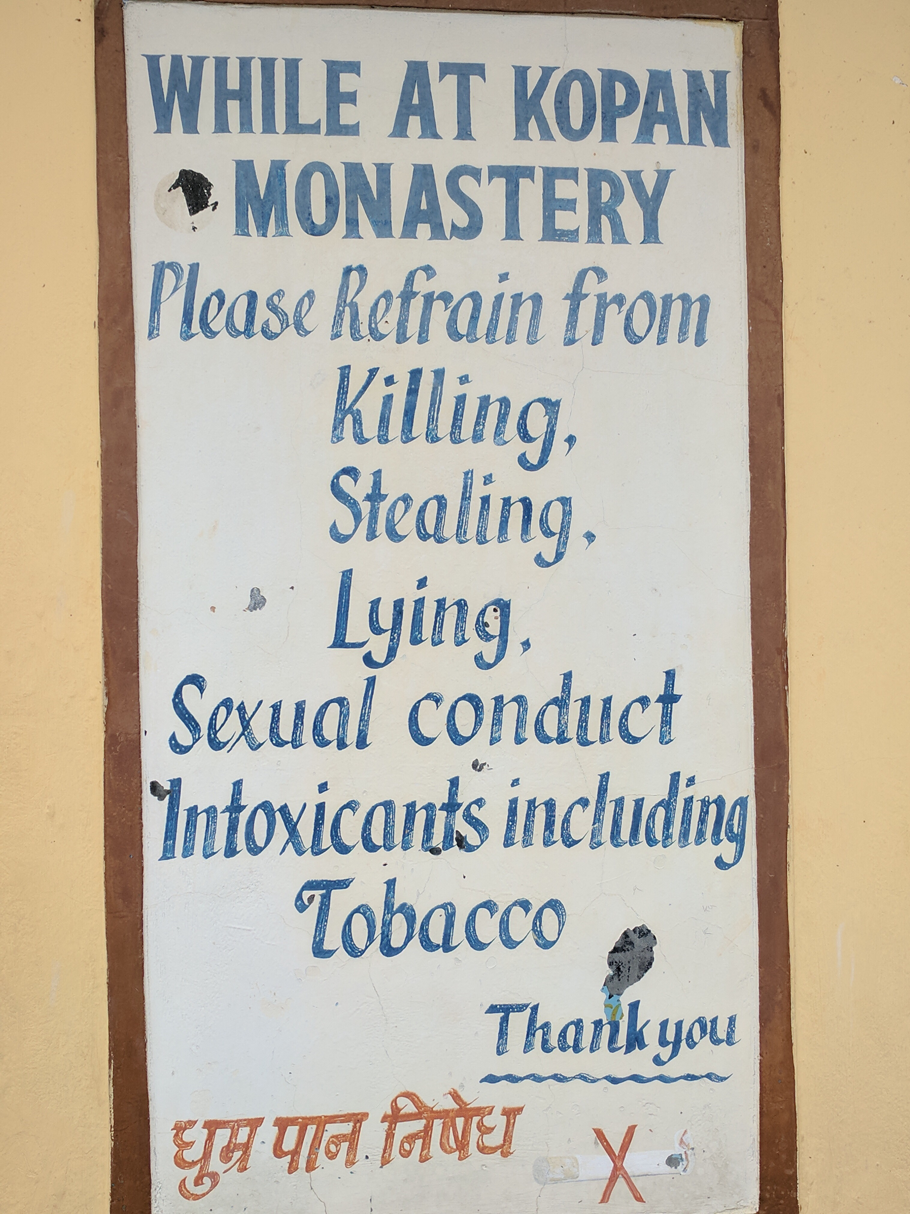 WHILE AT KOPAN
MONASTERY
Please Refrain from
Killing,
Stealing,
Lying,
Sexual conduct
Intoxicants including
Tobacco
Thank you
धुम्र पान निषेध
X